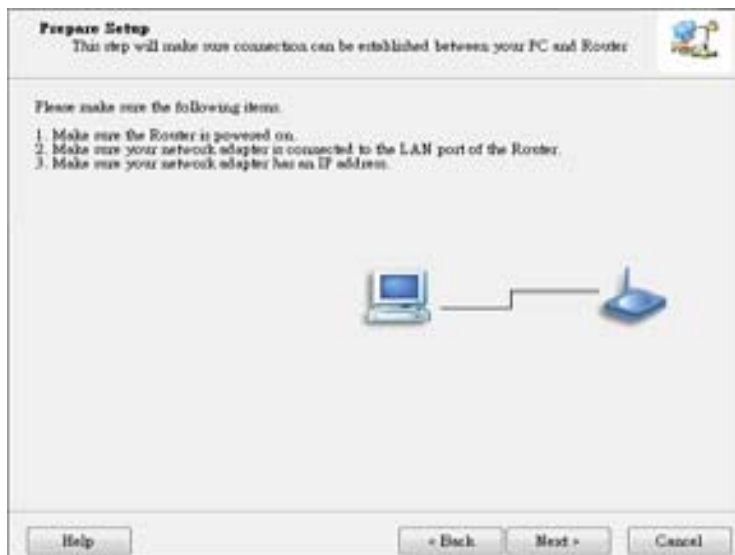 Prepare Setup
This step will make sure connection can be established between your PC and Router
Please make sure the following items.
1. Make sure the Router is powered on.
2. Make sure your network adapter is connected to the LAN port of the Router.
3. Make sure your network adapter has an IP address.
Help
< Back
Next >
Cancel